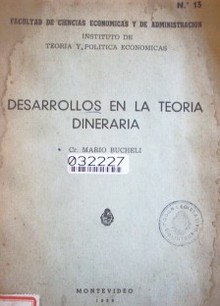 N.° 15
FACULTAD DE CIENCIAS ECONOMICAS Y DE ADMINISTRACION
INSTITUTO DE
TEORIA Y POLITICA ECONOMICAS
DESARROLLOS EN LA TEORIA
DINERARIA
Cr. MARIO BUCHELI
032227
MONTEVIDEO